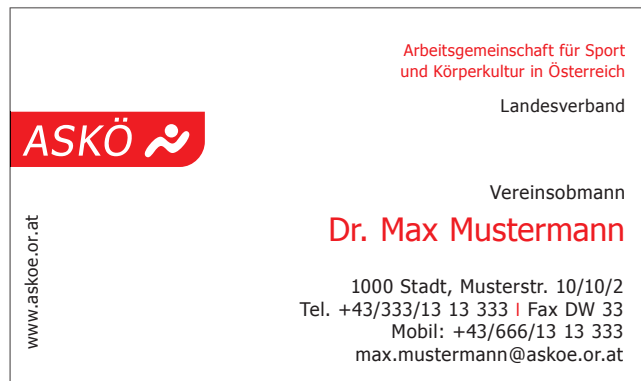 Arbeitsgemeinschaft für Sport
und Körperkultur in Österreich
Landesverband
ASKÖ
Vereinsobmann
Dr. Max Mustermann
www.askoe.or.at
1000 Stadt, Musterstr. 10/10/2
Tel. +43/333/13 13 333 I Fax DW 33
Mobil: +43/666/13 13 333
max.mustermann@askoe.or.at